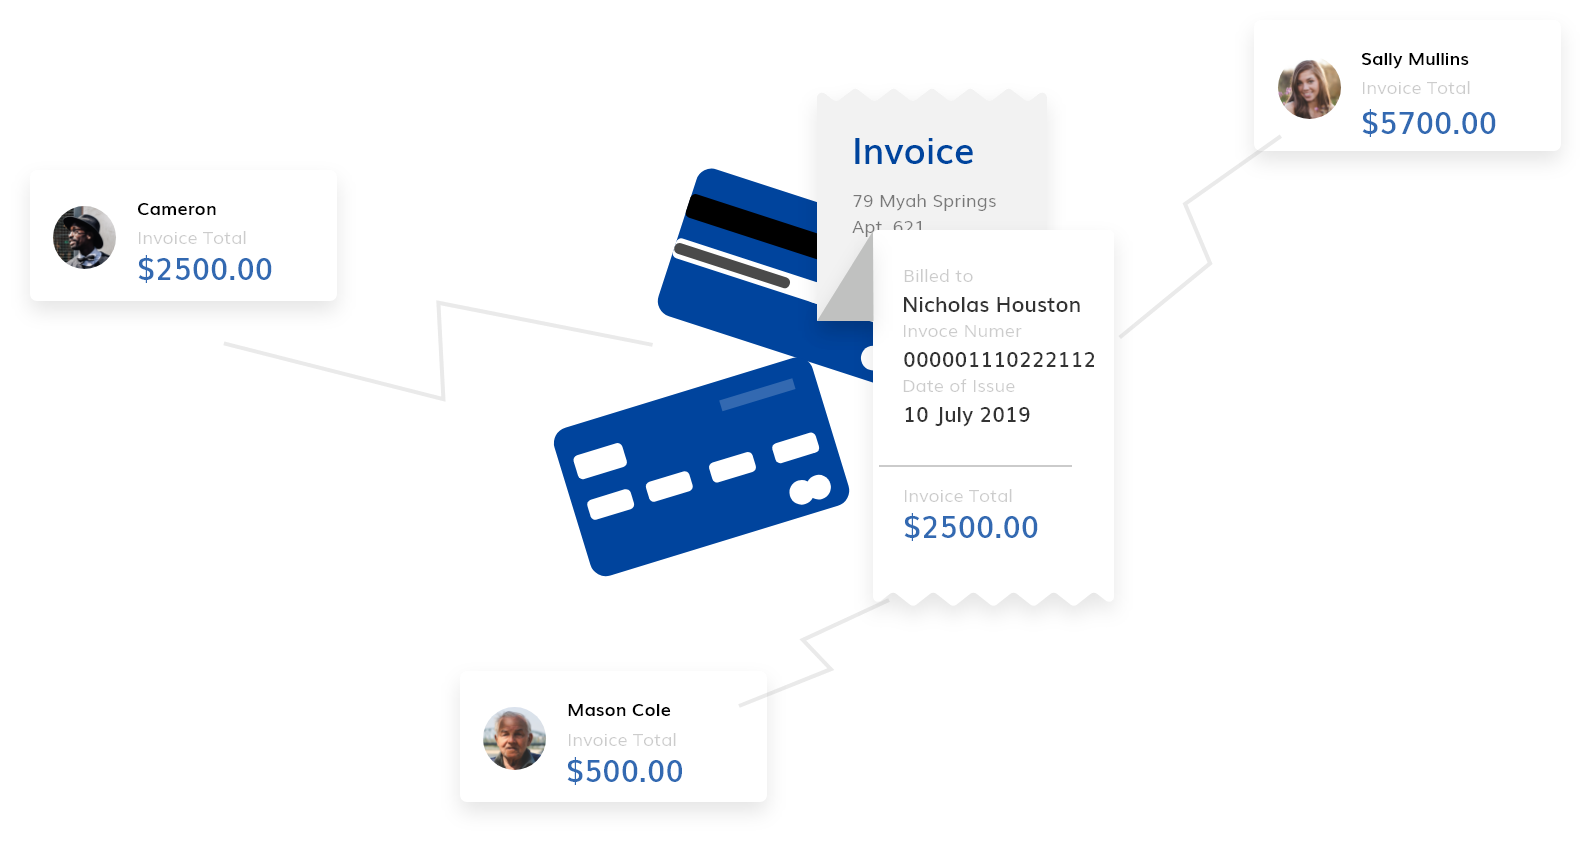 Sally Mullins
Invoice Total
$5700.00
Invoice
79 Myah Springs
Apt. 621
Cameron
Invoice Total
$2500.00
Billed to
Nicholas Houston
Invoce Numer
000001110222112
Date of Issue
10 July 2019
Invoice Total
$2500.00
Mason Cole
Invoice Total
$500.00